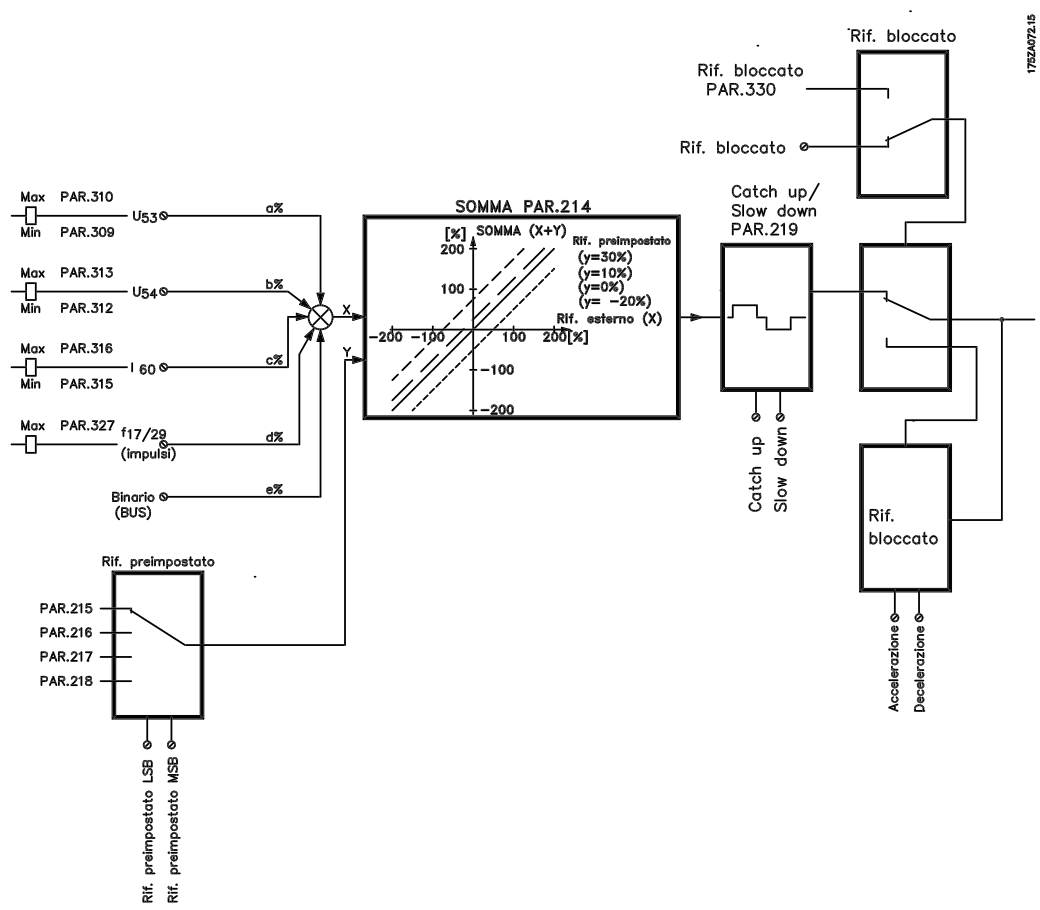 175ZA072.15
Rif. bloccato
Rif. bloccato
PAR.330
Rif. bloccato
Max PAR.310
U53
a%
Min PAR.309
Max PAR.313
U54
b%
Min PAR.312
Max PAR.316
I 60
c%
Min PAR.315
Max PAR.327
f17/29
(impulsi)
d%
Binario
(BUS)
e%
X
Y
SOMMA PAR.214
[%] SOMMA (X+Y)
200
100
-200 -100 100 200[%]
-100
-200
Rif. preimpostato
(y=30%)
(y=10%)
(y=0%)
(y= -20%)
Rif. esterno (X)
Catch up/
Slow down
PAR.219
Catch up
Slow down
Rif.
bloccato
Accelerazione
Decelerazione
Rif. preimpostato
PAR.215
PAR.216
PAR.217
PAR.218
Rif. preimpostato LSB
Rif. preimpostato MSB